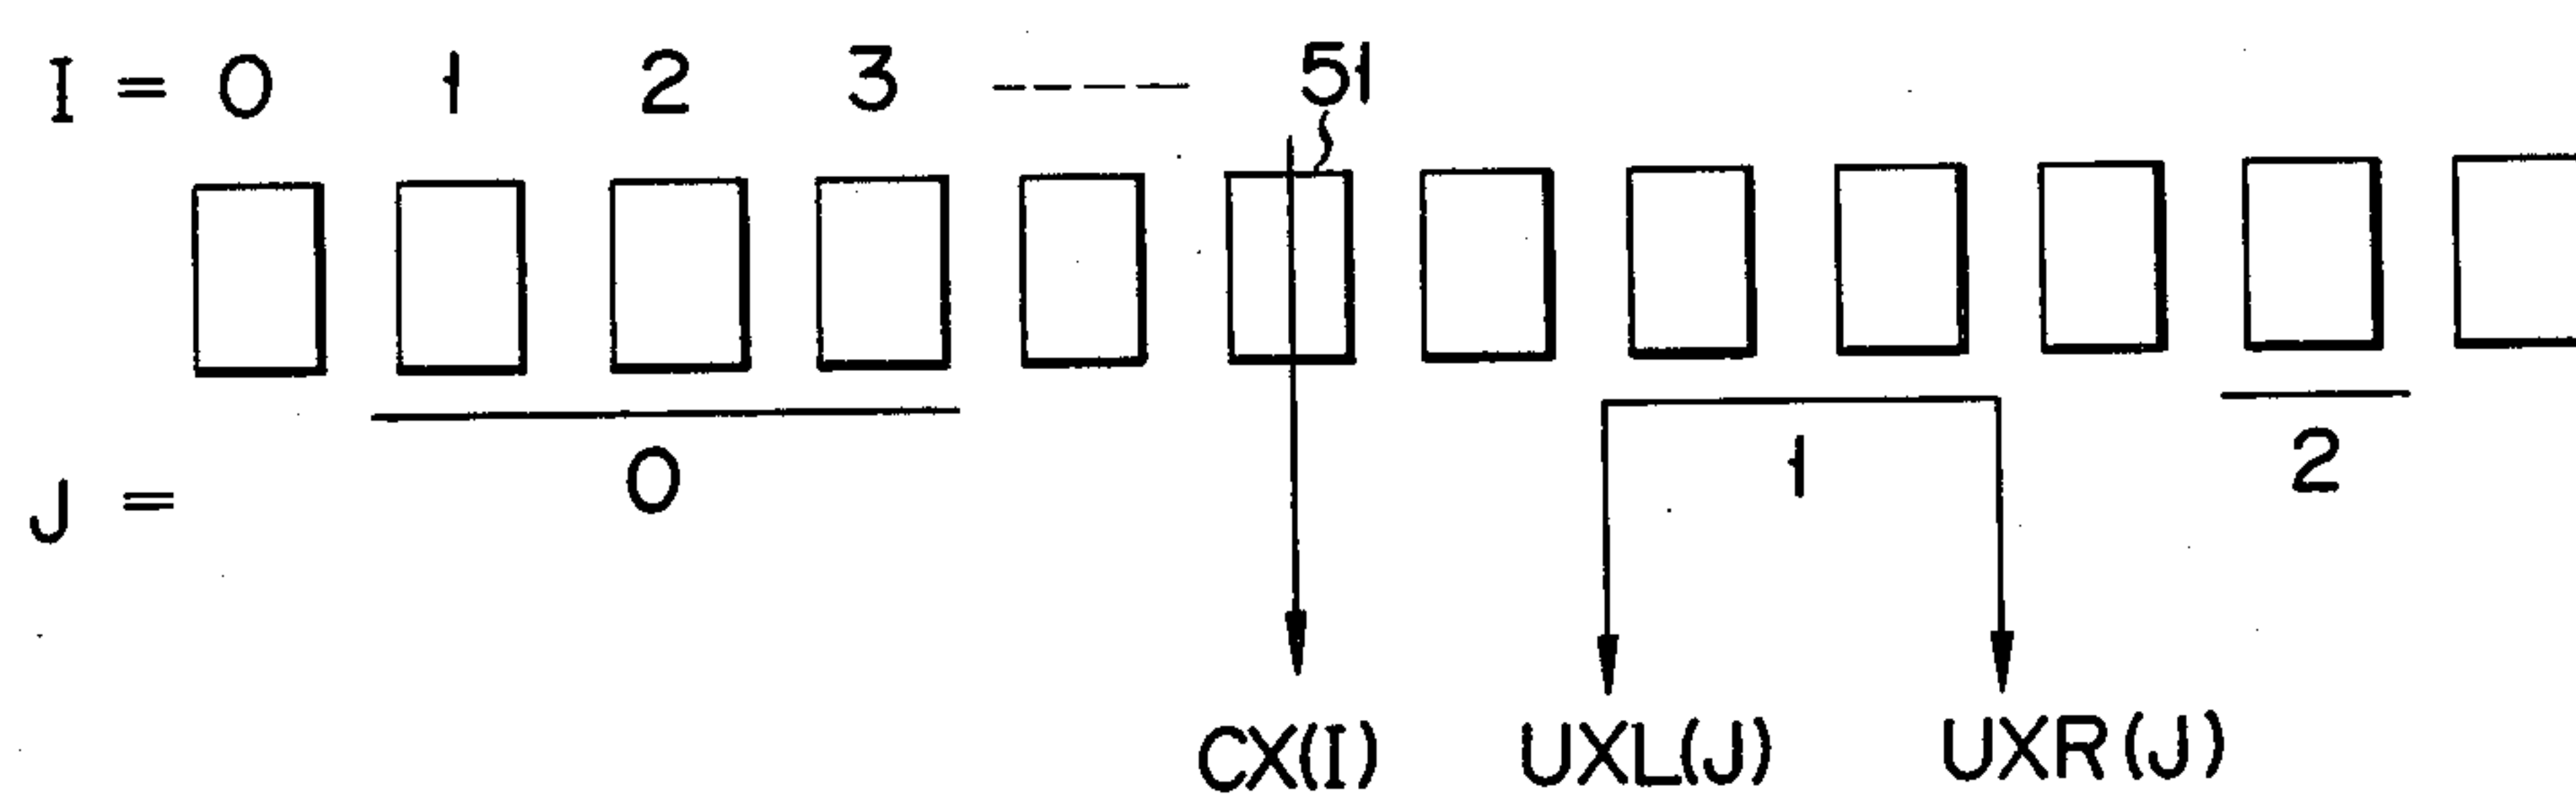 I = 0 1 2 3 ---- 51
J = 0 1 2
CX(I) UXL(J) UXR(J)